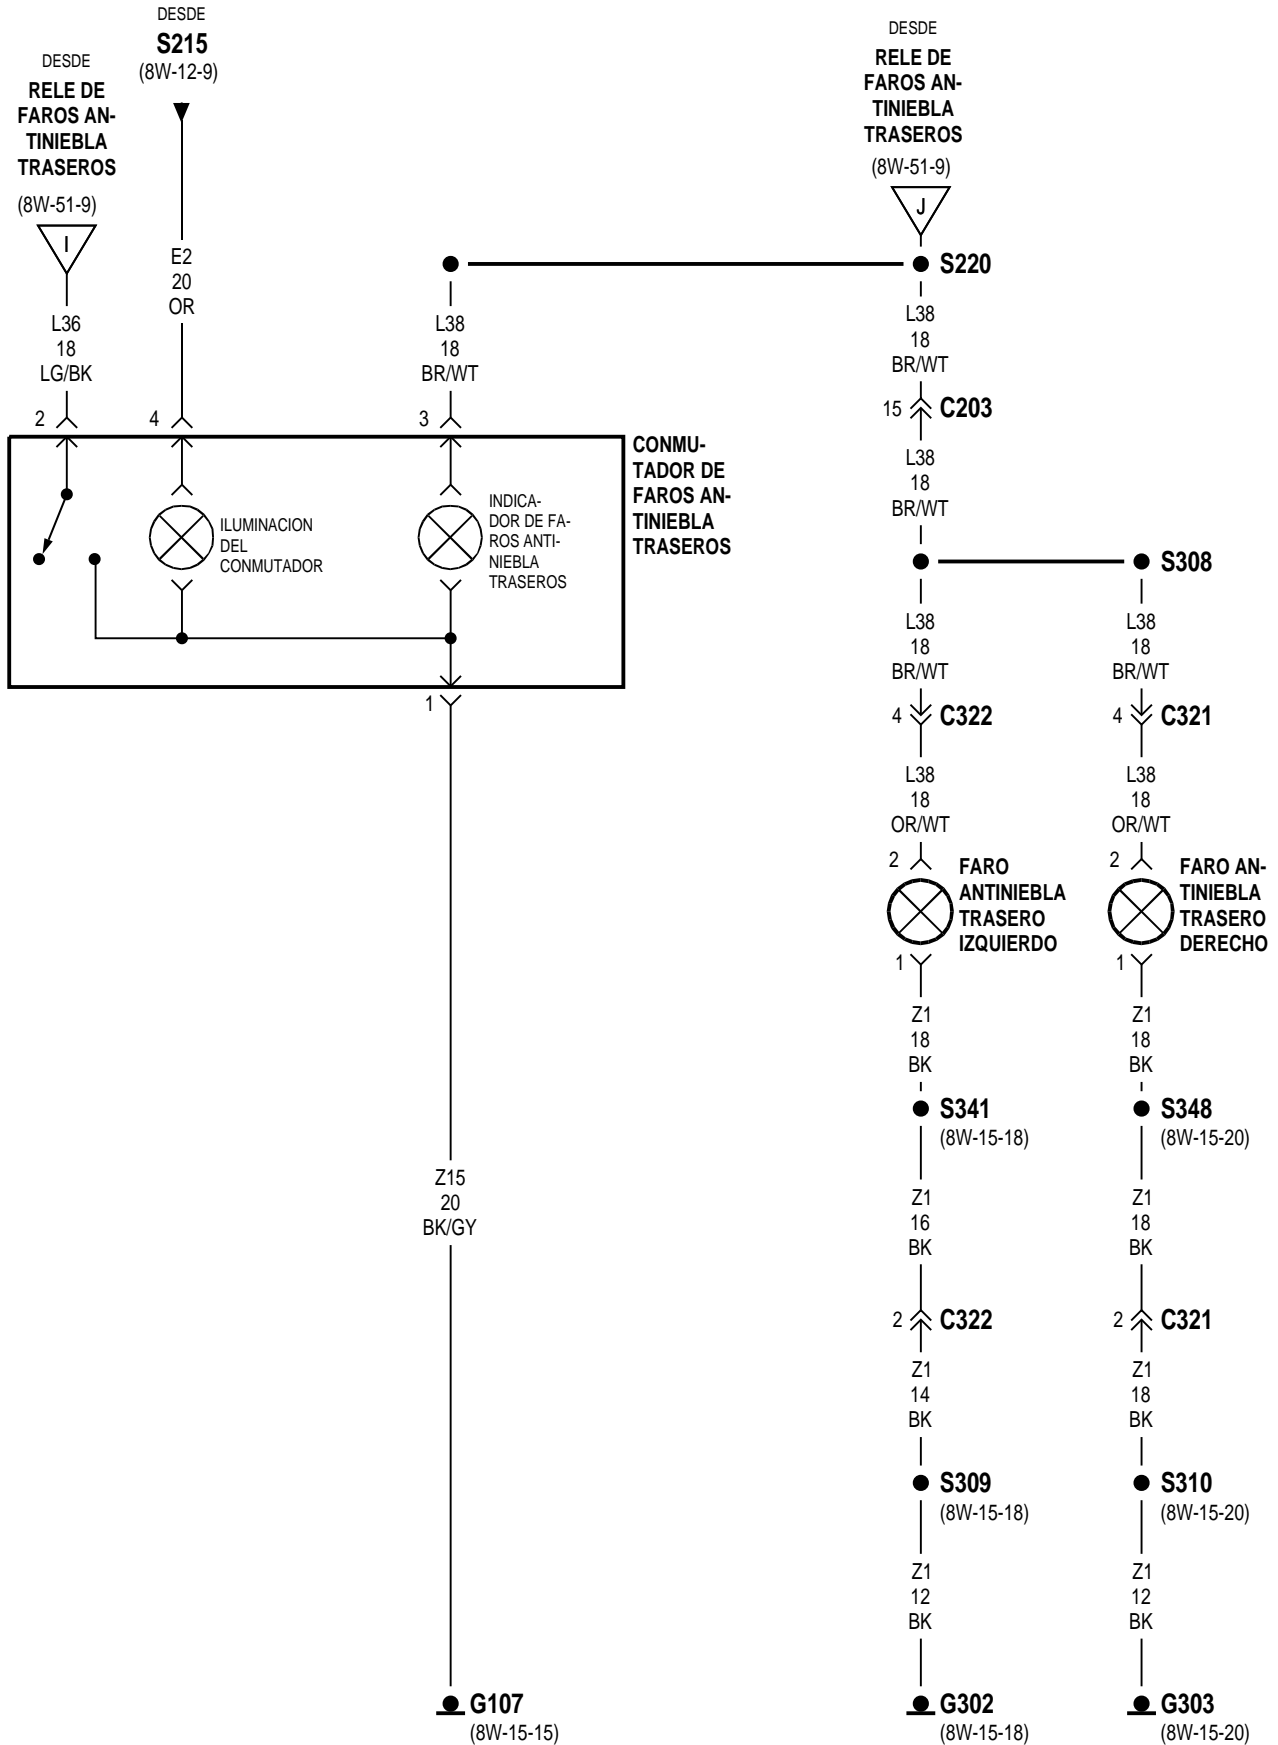 DESDE
RELE DE
FAROS AN-
TINIEBLA
TRASEROS
(8W-51-9)
I
L36
18
LG/BK
2
DESDE
S215
(8W-12-9)
E2
20
OR
4
L38
18
BR/WT
3
DESDE
RELE DE
FAROS AN-
TINIEBLA
TRASEROS
(8W-51-9)
J
S220
L38
18
BR/WT
15
C203
L38
18
BR/WT
S308
CONMU-
TADOR DE
FAROS AN-
TINIEBLA
TRASEROS
ILUMINACION
DEL
CONMUTADOR
INDICA-
DOR DE FA-
ROS ANTI-
NIEBLA
TRASEROS
1
Z15
20
BK/GY
G107
(8W-15-15)
L38
18
BR/WT
4
C322
L38
18
OR/WT
2
FARO
ANTINIEBLA
TRASERO
IZQUIERDO
1
Z1
18
BK
S341
(8W-15-18)
Z1
16
BK
2
C322
Z1
14
BK
S309
(8W-15-18)
Z1
12
BK
G302
(8W-15-18)
L38
18
BR/WT
4
C321
L38
18
OR/WT
2
FARO AN-
TINIEBLA
TRASERO
DERECHO
1
Z1
18
BK
S348
(8W-15-20)
Z1
18
BK
2
C321
Z1
18
BK
S310
(8W-15-20)
Z1
12
BK
G303
(8W-15-20)